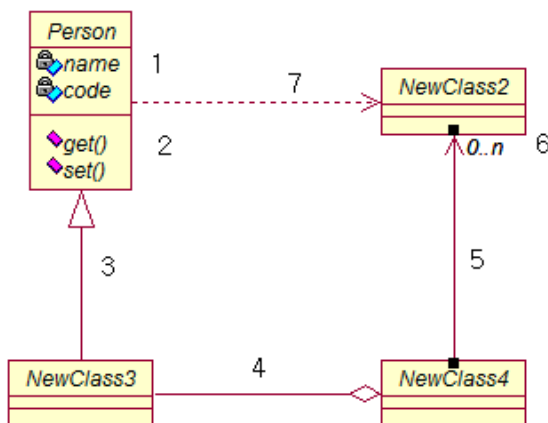 Person
name
code
1
get()
set()
2
7
NewClass2
0..n
6
3
5
NewClass3
4
NewClass4